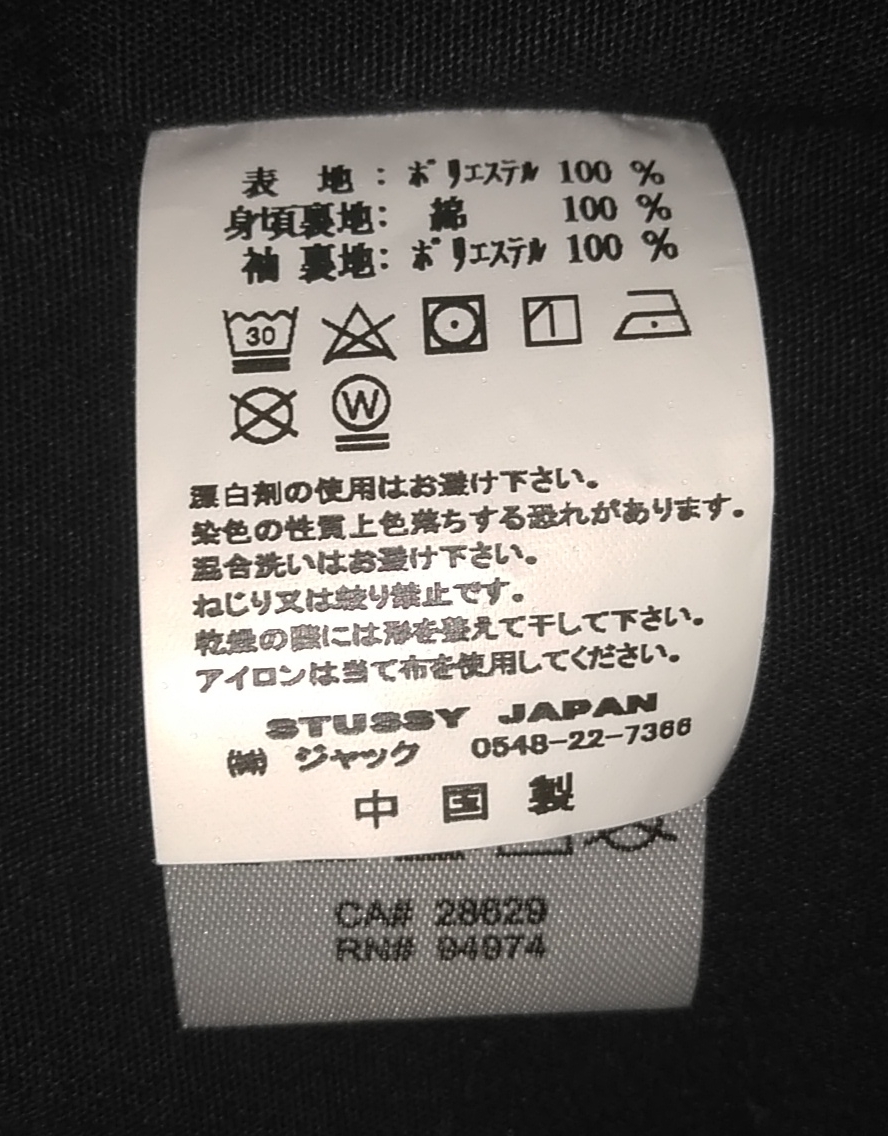 表 地 : ポリエステル 100 %
身頃裏地: 綿 100 %
袖 裏地: ポリエステル 100 %
30
W
漂白剤の使用はお避け下さい。
染色の性質上色落ちする恐れがあります。
混合洗いはお避け下さい。
ねじり又は絞り禁止です。
乾燥の際には形を整えて干して下さい。
アイロンは当て布を使用してください。
STUSSY JAPAN
㈱ ジャック 0548-22-7366
中 国 製
CA# 28629
RN# 94974